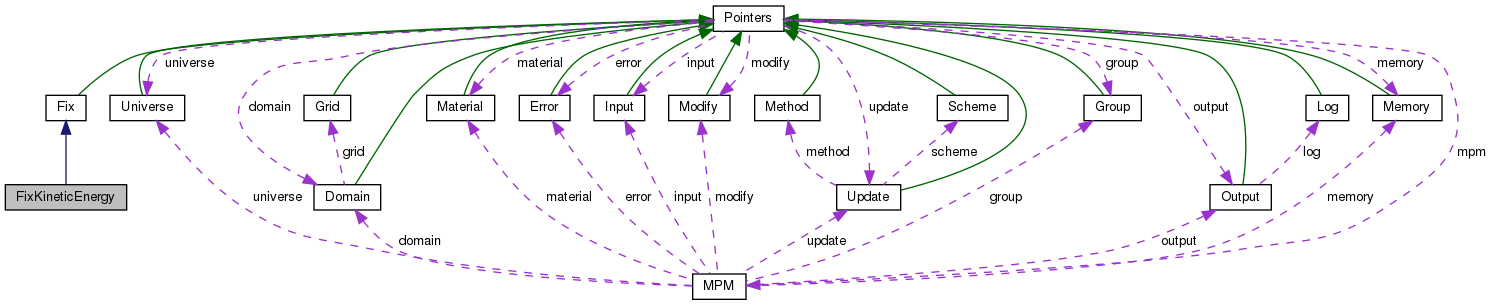 Pointers
universe
material
error
input
modify
group
memory
domain
update
output
mpm
Fix
Universe
Grid
Material
Error
Input
Modify
Method
Scheme
Group
Log
Memory
grid
method
scheme
log
FixKineticEnergy
universe
Domain
material
error
input
modify
Update
group
Output
memory
domain
update
output
MPM